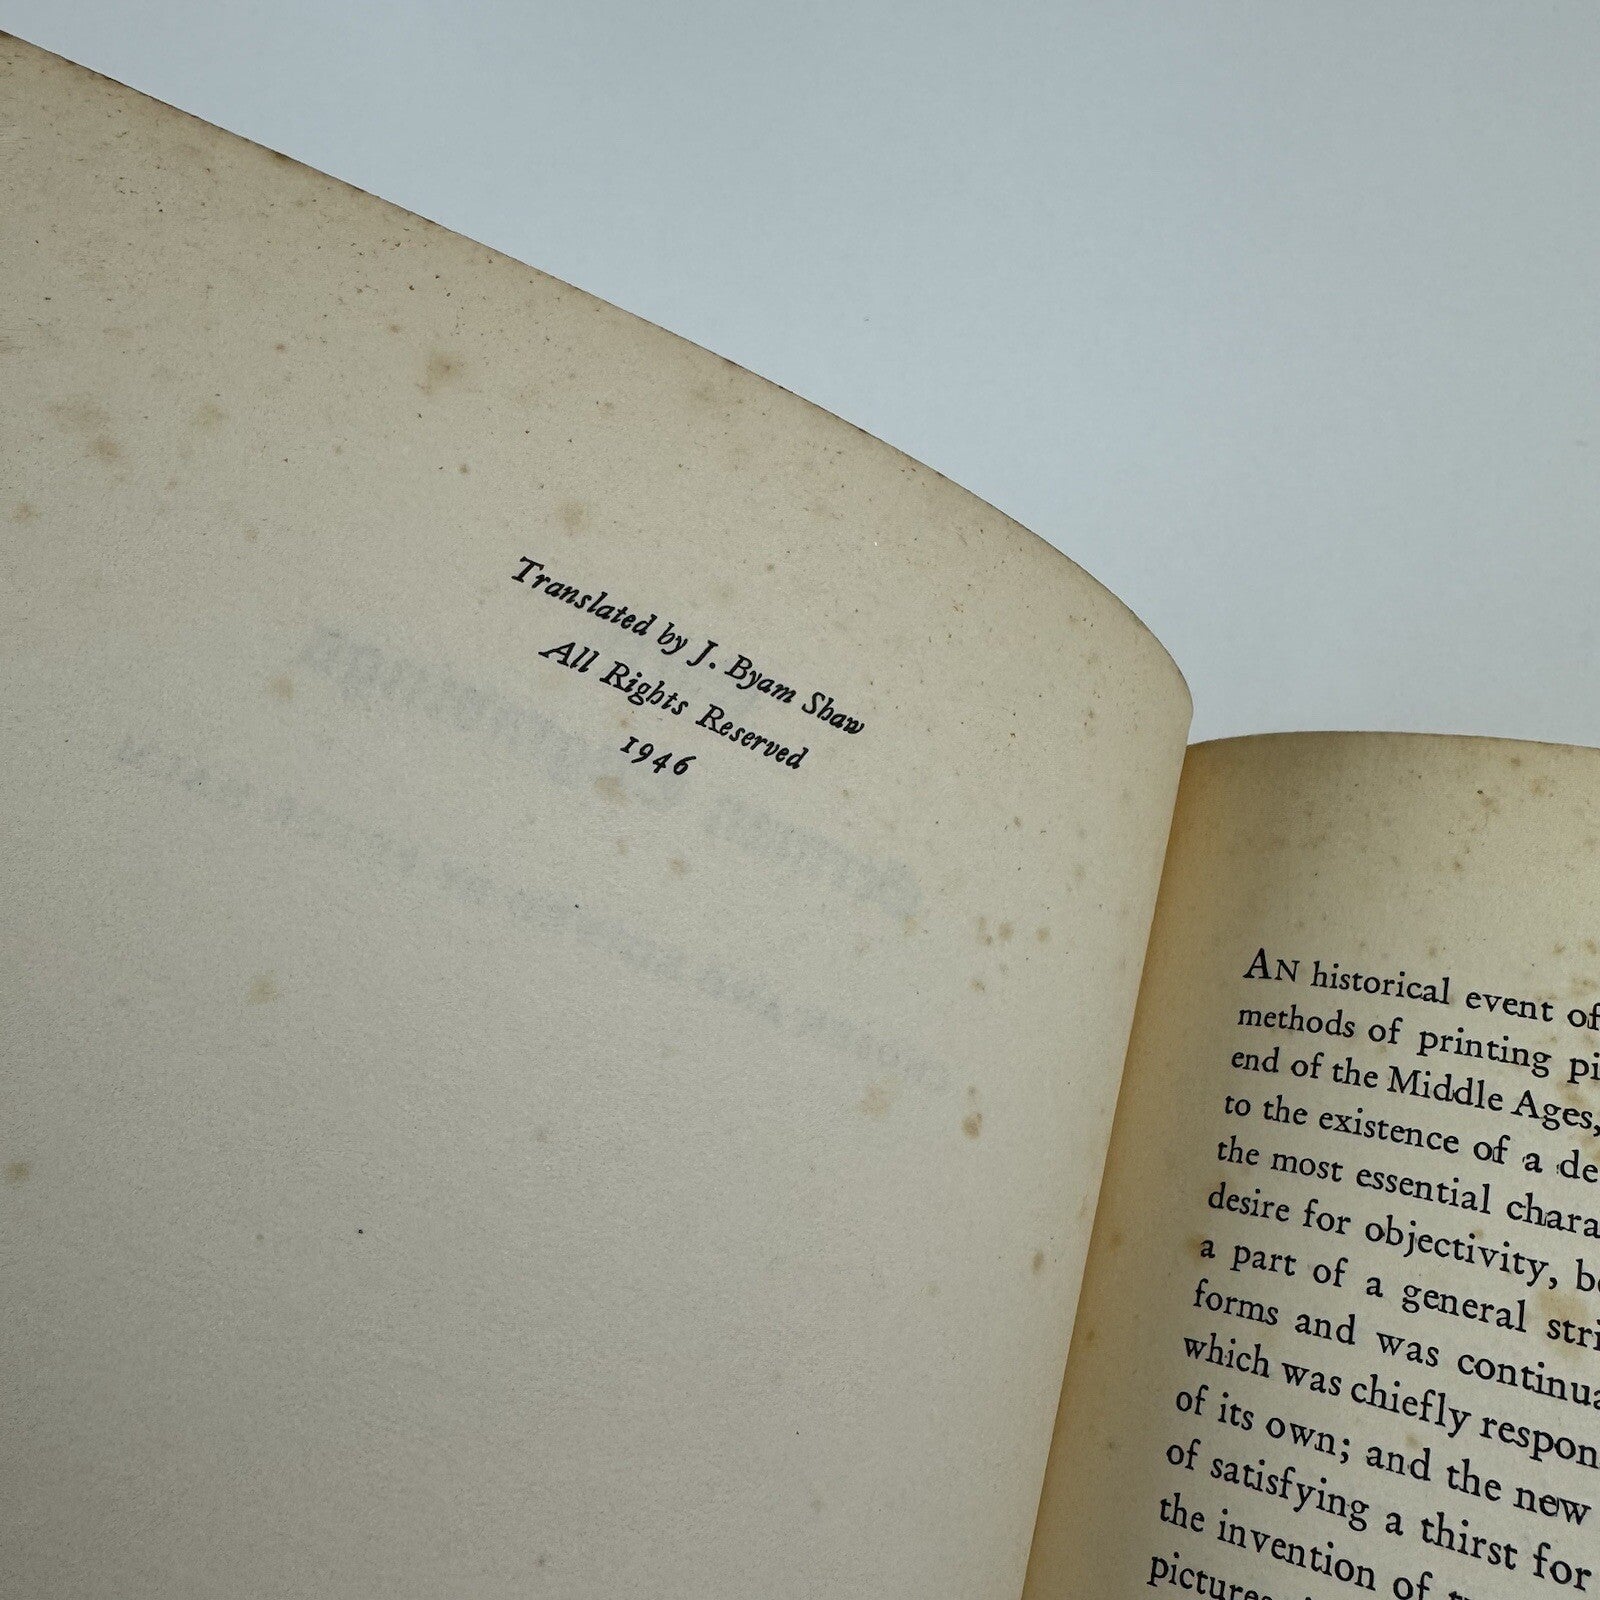 Translated by J. Byam Shaw
All Rights Reserved
1946
AN historical event of
methods of printing pi
end of the Middle Ages,
to the existence of a de
the most essential chara
desire for objectivity, be
a part of a general stri
forms and was continua
which was chiefly respon
of its own; and the new
of satisfying a thirst for
the invention of tw
pictures